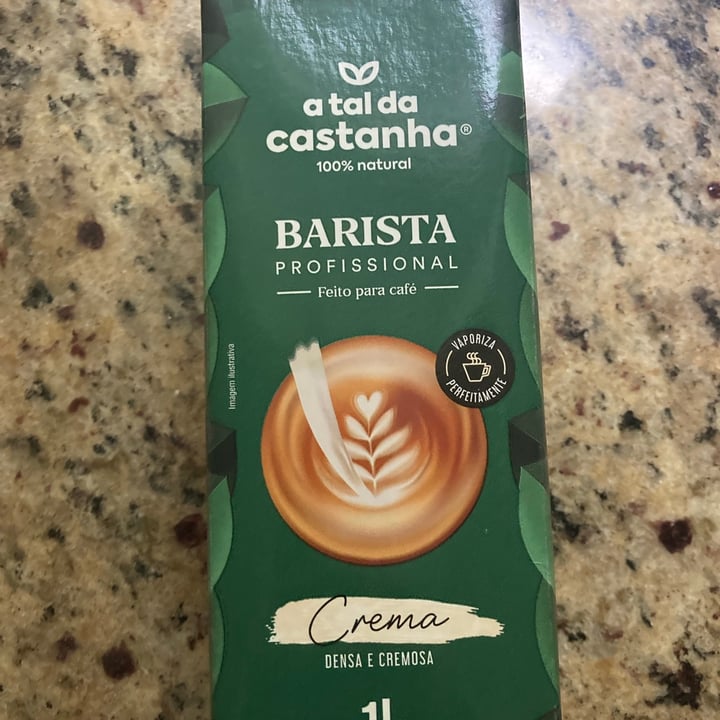 a tal da
castanha®
100% natural
BARISTA
PROFISSIONAL
Feito para café
VAPORIZA
PERFEITAMENTE
Imagem ilustrativa
Crema
DENSA E CREMOSA
1L